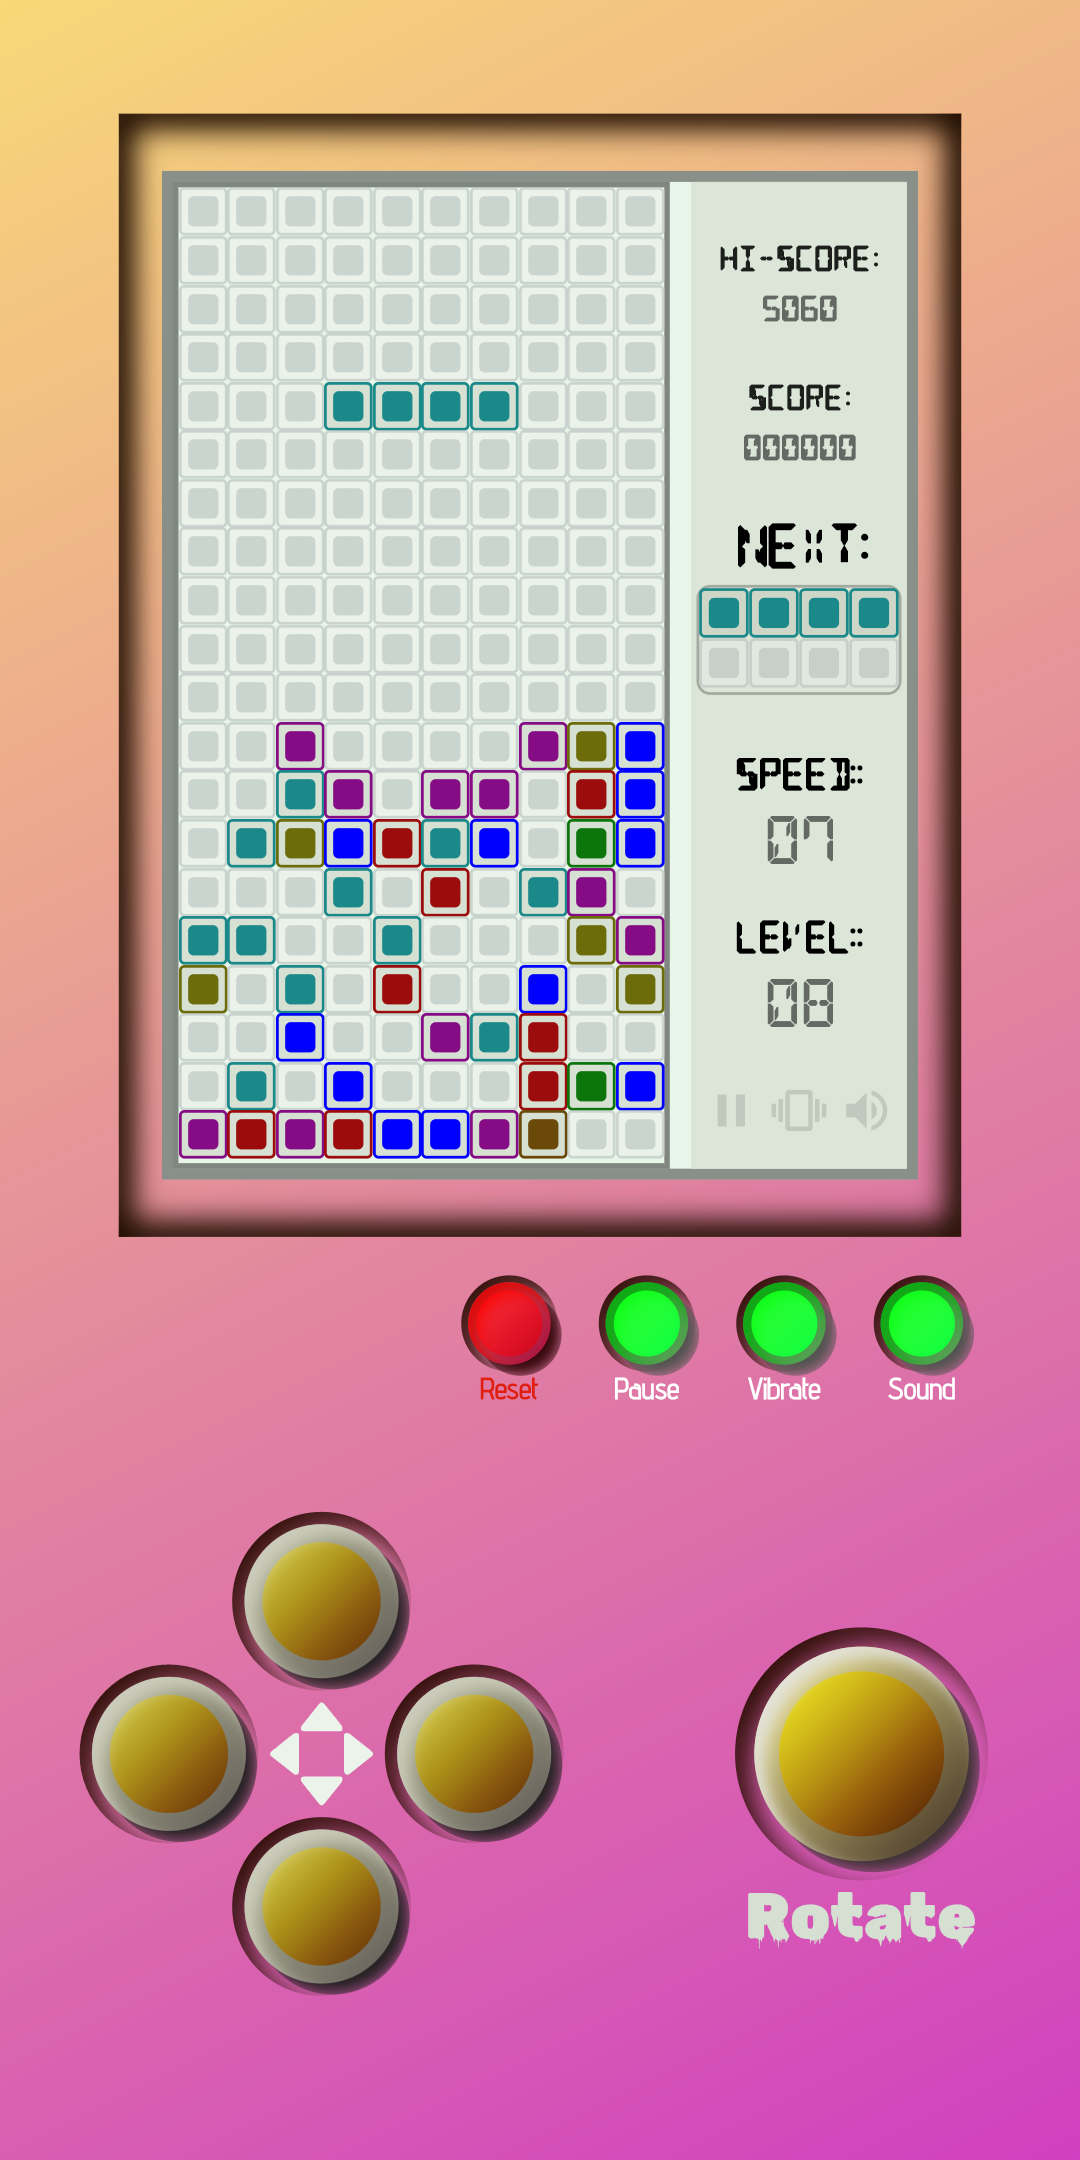 HI-SCORE:
5060
SCORE:
000000
NEXT:
SPEED::
07
LEVEL::
08
Reset
Pause
Vibrate
Sound
Rotate